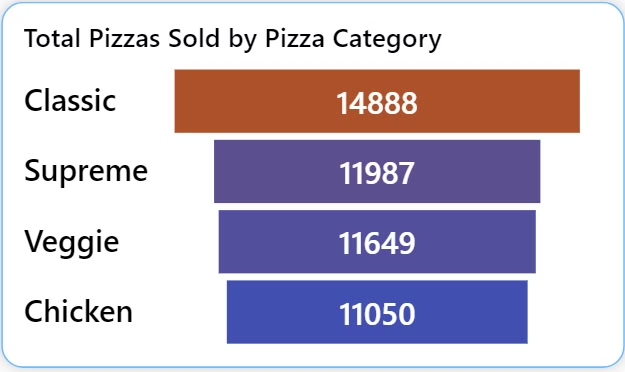 Total Pizzas Sold by Pizza Category
Classic 14888
Supreme 11987
Veggie 11649
Chicken 11050